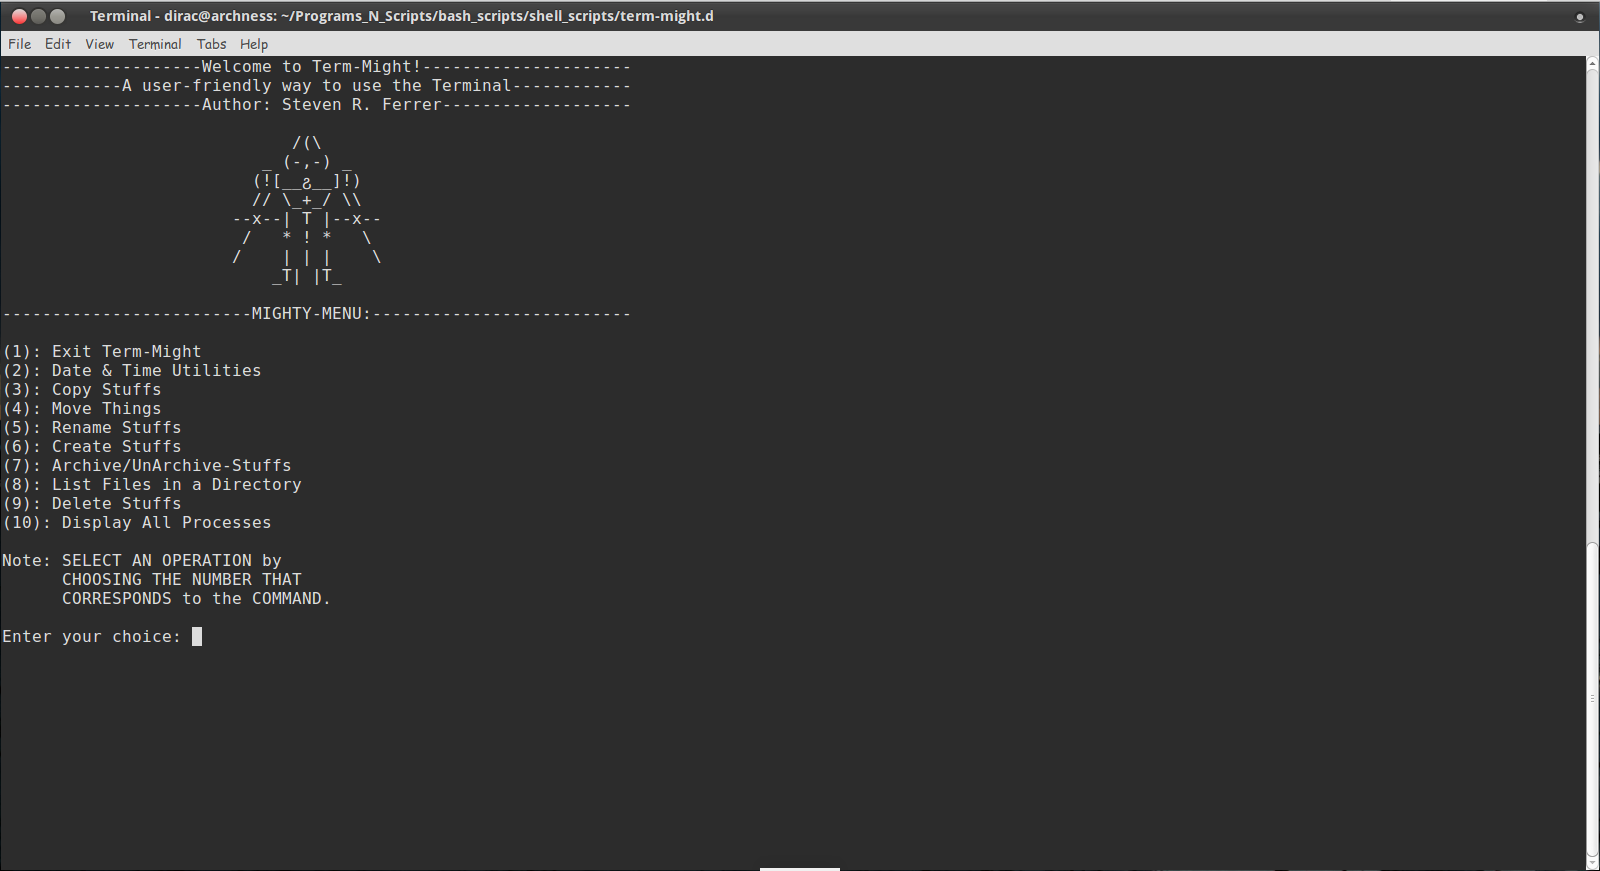 Terminal - dirac@archness: ~/Programs_N_Scripts/bash_scripts/shell_scripts/term-might.d
File Edit View Terminal Tabs Help
--------------------Welcome to Term-Might!---------------------
------------A user-friendly way to use the Terminal------------
--------------------Author: Steven R. Ferrer-------------------
                             /(\
                          _ (-,-) _
                         (![__ʖ__]!)
                         // \_+_/ \\
                       --x--| T |--x--
                        /   * ! *   \
                       /    | | |    \
                           _T| |T_
-------------------------MIGHTY-MENU:--------------------------
(1): Exit Term-Might
(2): Date & Time Utilities
(3): Copy Stuffs
(4): Move Things
(5): Rename Stuffs
(6): Create Stuffs
(7): Archive/UnArchive-Stuffs
(8): List Files in a Directory
(9): Delete Stuffs
(10): Display All Processes
Note: SELECT AN OPERATION by
      CHOOSING THE NUMBER THAT
      CORRESPONDS to the COMMAND.
Enter your choice: